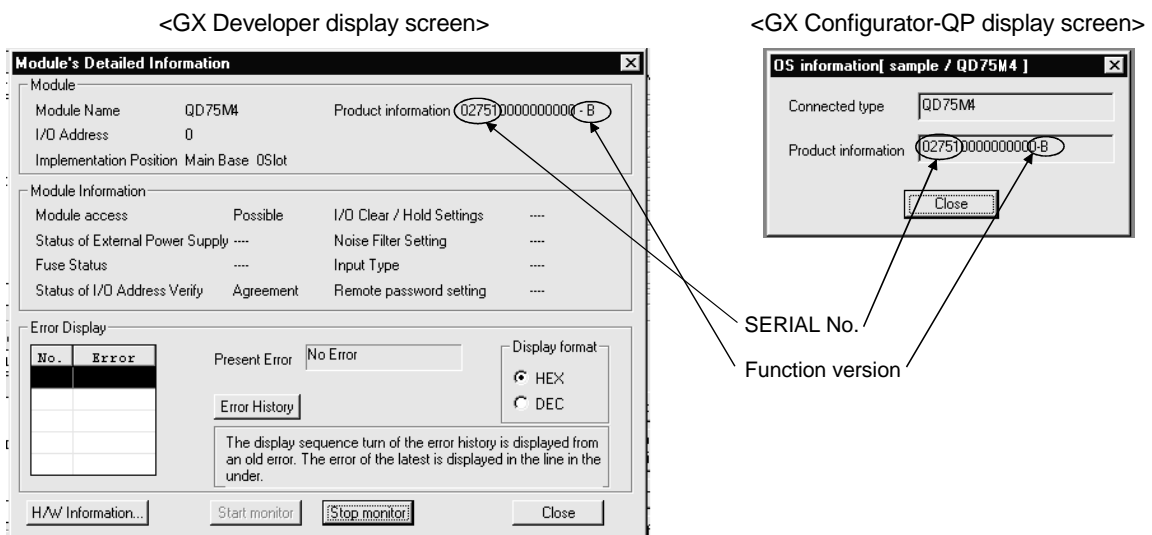 <GX Developer display screen>
Module's Detailed Information
Module
Module Name QD75M4 Product information 027510000000000 - B
I/O Address 0
Implementation Position Main Base 0Slot
Module Information
Module access Possible I/O Clear / Hold Settings ----
Status of External Power Supply ---- Noise Filter Setting ----
Fuse Status ---- Input Type ----
Status of I/O Address Verify Agreement Remote password setting ----
Error Display
No. Error
Present Error No Error
Display format
HEX
DEC
Error History
The display sequence turn of the error history is displayed from
an old error. The error of the latest is displayed in the line in the
under.
H/W Information... Start monitor Stop monitor Close
<GX Configurator-QP display screen>
OS information[ sample / QD75M4 ]
Connected type QD75M4
Product information 027510000000000-B
Close
SERIAL No.
Function version